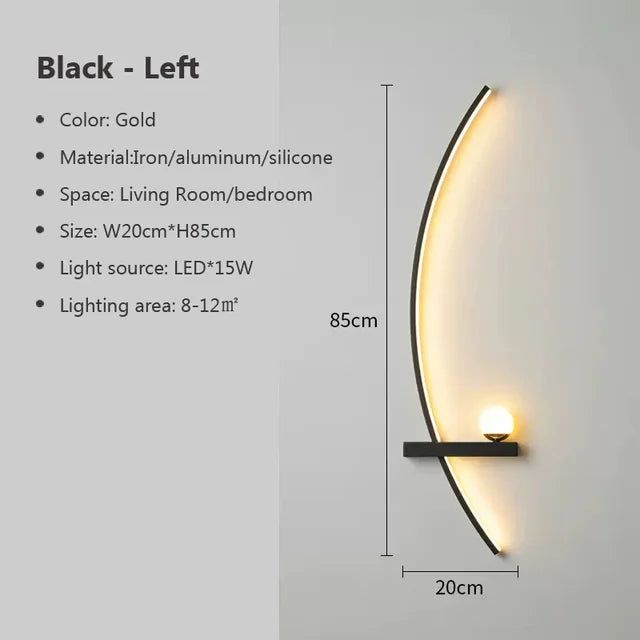 Black - Left
Color: Gold
Material:Iron/aluminum/silicone
Space: Living Room/bedroom
Size: W20cm*H85cm
Light source: LED*15W
Lighting area: 8-12㎡
85cm
20cm